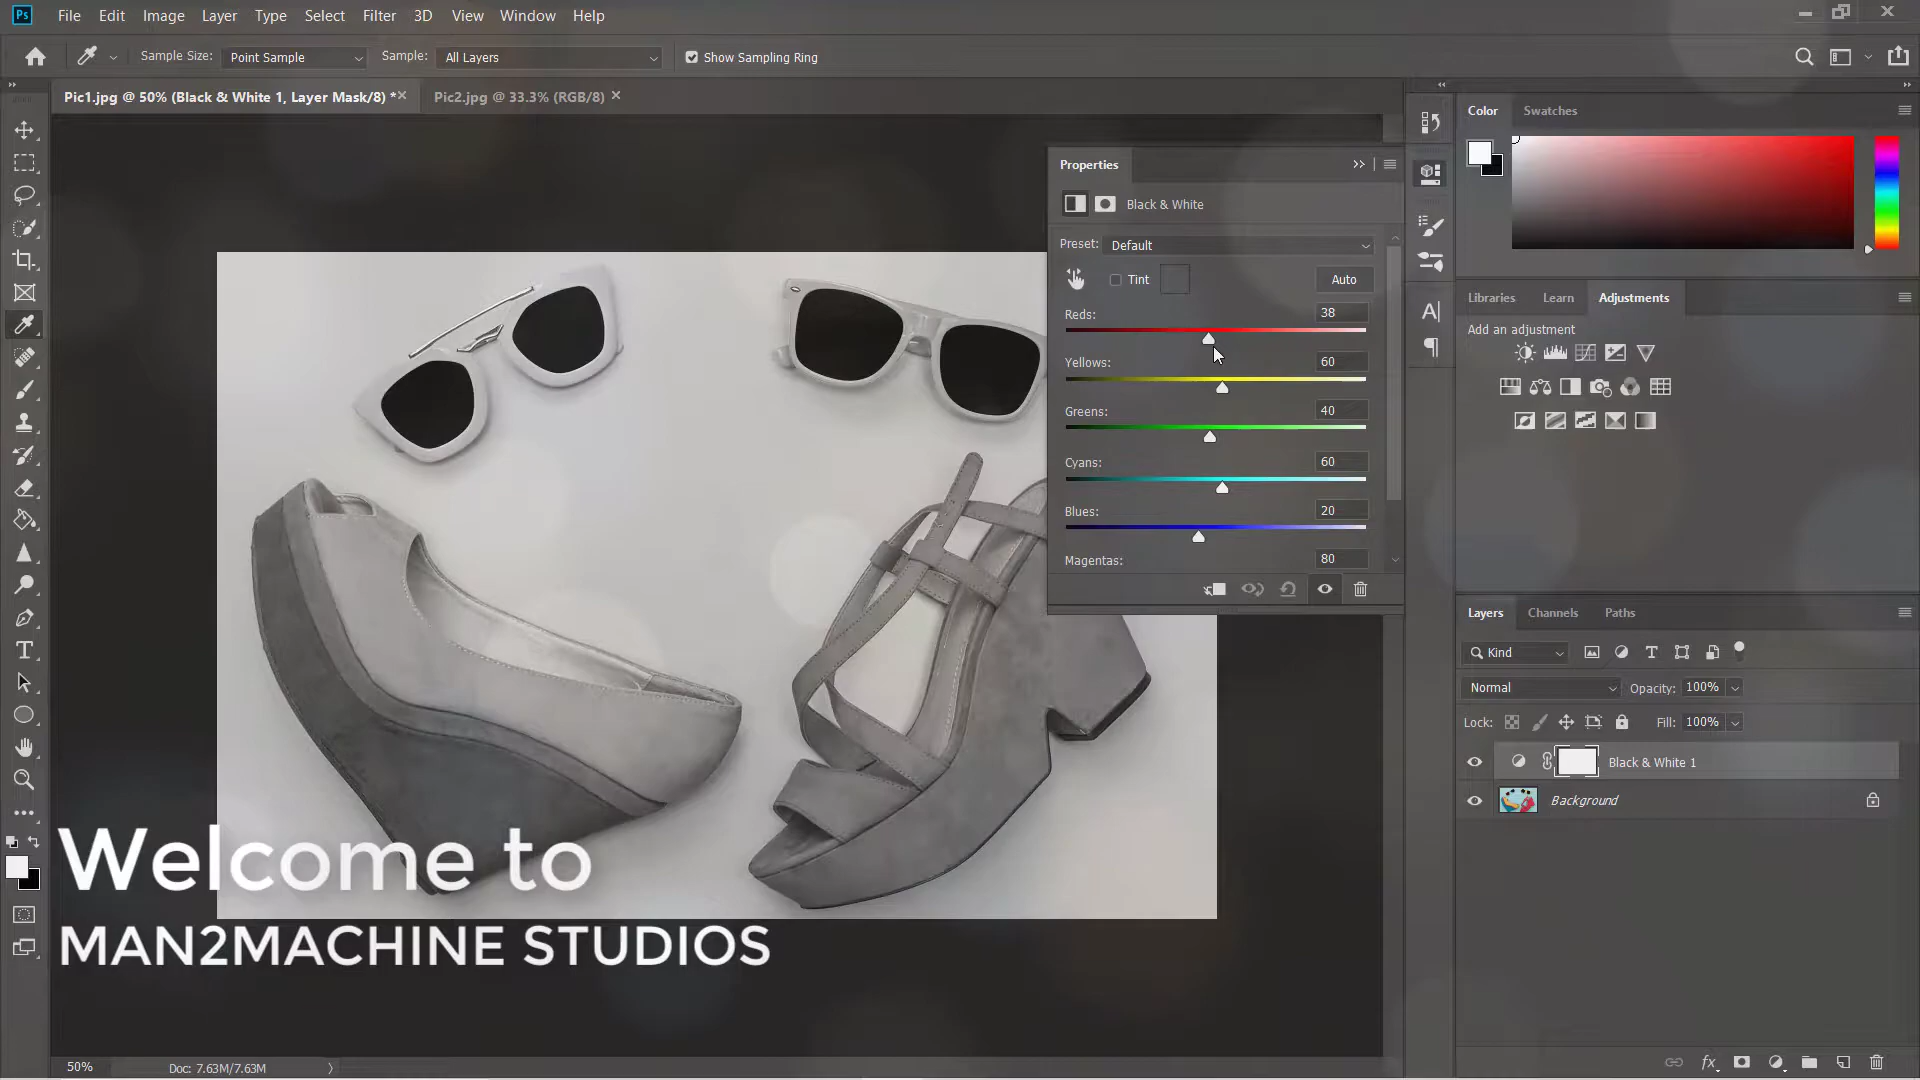 Ps File Edit Image Layer Type Select Filter 3D View Window Help
Sample Size: Point Sample Sample: All Layers Show Sampling Ring
Pic1.jpg @ 50% (Black & White 1, Layer Mask/8) * Pic2.jpg @ 33.3% (RGB/8)
Color Swatches
Properties
Black & White
Preset: Default
Tint Auto
Reds: 38
Yellows: 60
Greens: 40
Cyans: 60
Blues: 20
Magentas: 80
Libraries Learn Adjustments
Add an adjustment
Layers Channels Paths
Kind
Normal Opacity: 100%
Lock: Fill: 100%
Black & White 1
Background
Welcome to
MAN2MACHINE STUDIOS
50% Doc: 7.63M/7.63M